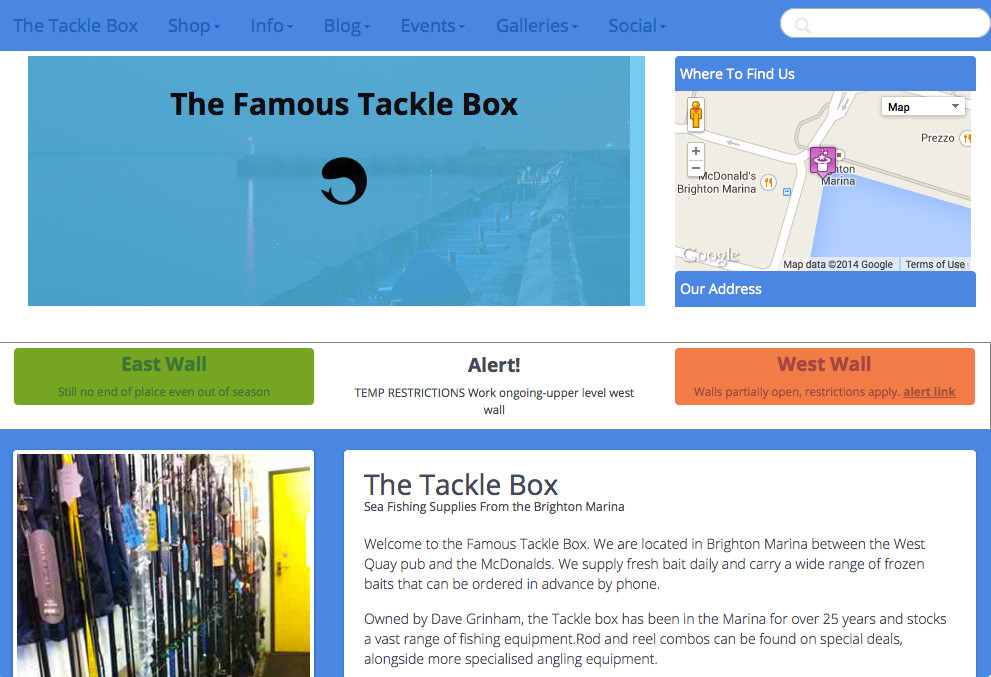 The Tackle Box Shop Info Blog Events Galleries Social
The Famous Tackle Box
Where To Find Us
Map
Prezzo
McDonald's
Brighton Marina
hton
Marina
Google
Map data ©2014 Google Terms of Use
Our Address
East Wall
Still no end of plaice even out of season
Alert!
TEMP RESTRICTIONS Work ongoing-upper level west
wall
West Wall
Walls partially open, restrictions apply. alert link
The Tackle Box
Sea Fishing Supplies From the Brighton Marina
Welcome to the Famous Tackle Box. We are located in Brighton Marina between the West
Quay pub and the McDonalds. We supply fresh bait daily and carry a wide range of frozen
baits that can be ordered in advance by phone.
Owned by Dave Grinham, the Tackle box has been in the Marina for over 25 years and stocks
a vast range of fishing equipment.Rod and reel combos can be found on special deals,
alongside more specialised angling equipment.